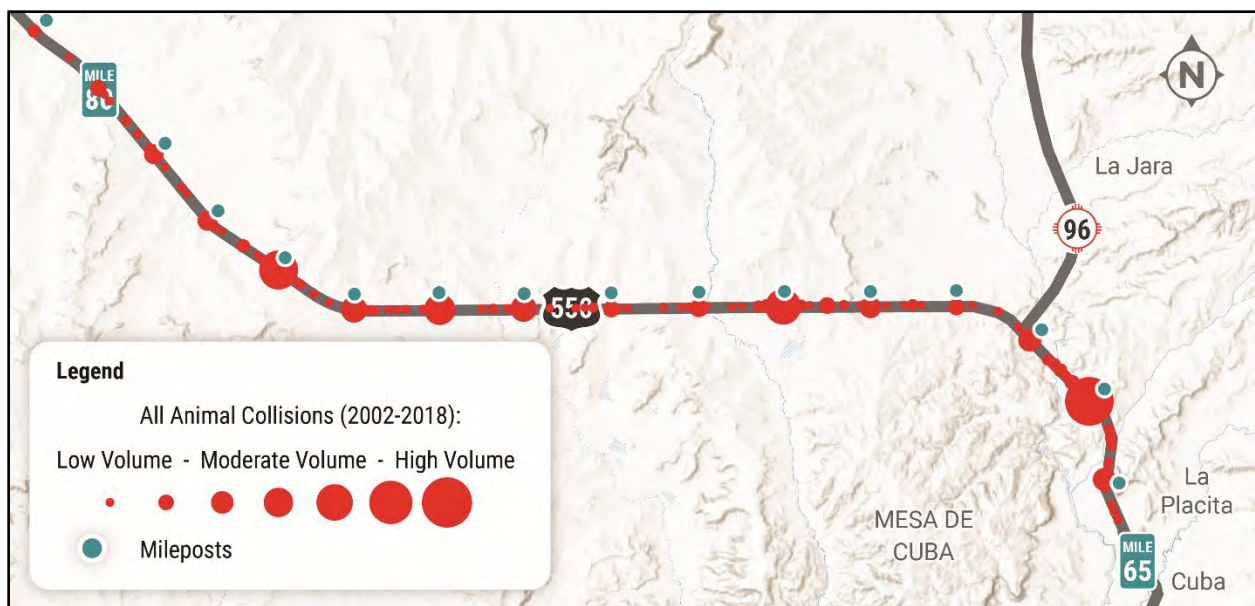 MILE
80
N
La Jara
96
550
Legend
All Animal Collisions (2002-2018):
Low Volume - Moderate Volume - High Volume
Mileposts
MESA DE
CUBA
La
Placita
MILE
65
Cuba